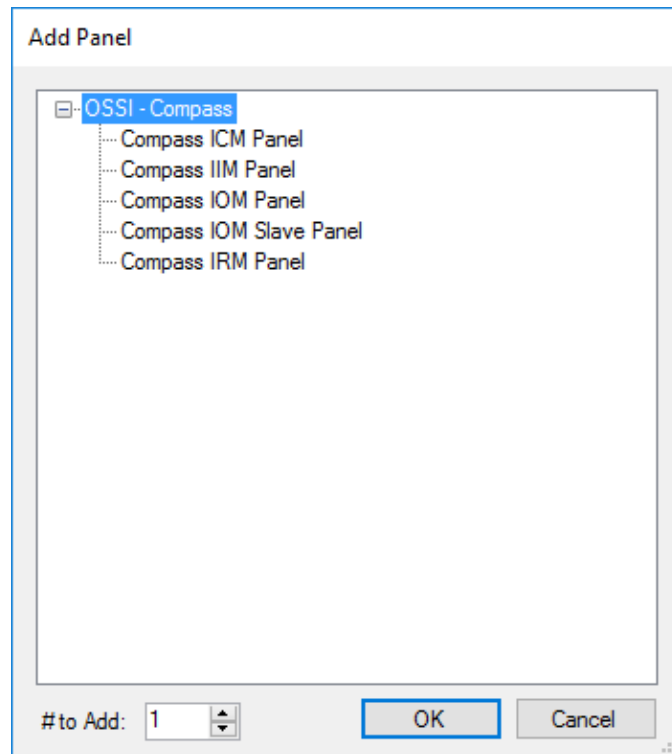 Add Panel
OSSI - Compass
Compass ICM Panel
Compass IIM Panel
Compass IOM Panel
Compass IOM Slave Panel
Compass IRM Panel
# to Add: 1 OK Cancel